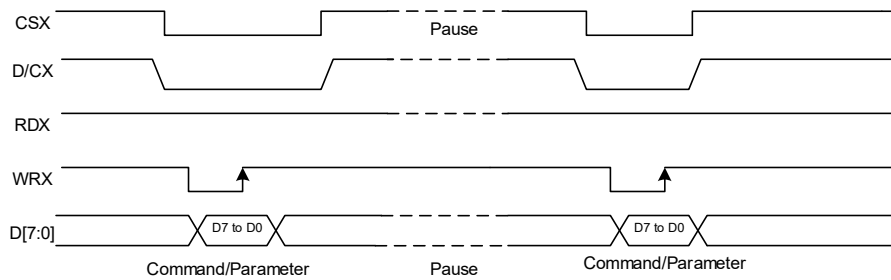 CSX
Pause
D/CX
RDX
WRX
D[7:0]
D7 to D0
D7 to D0
Command/Parameter
Pause
Command/Parameter